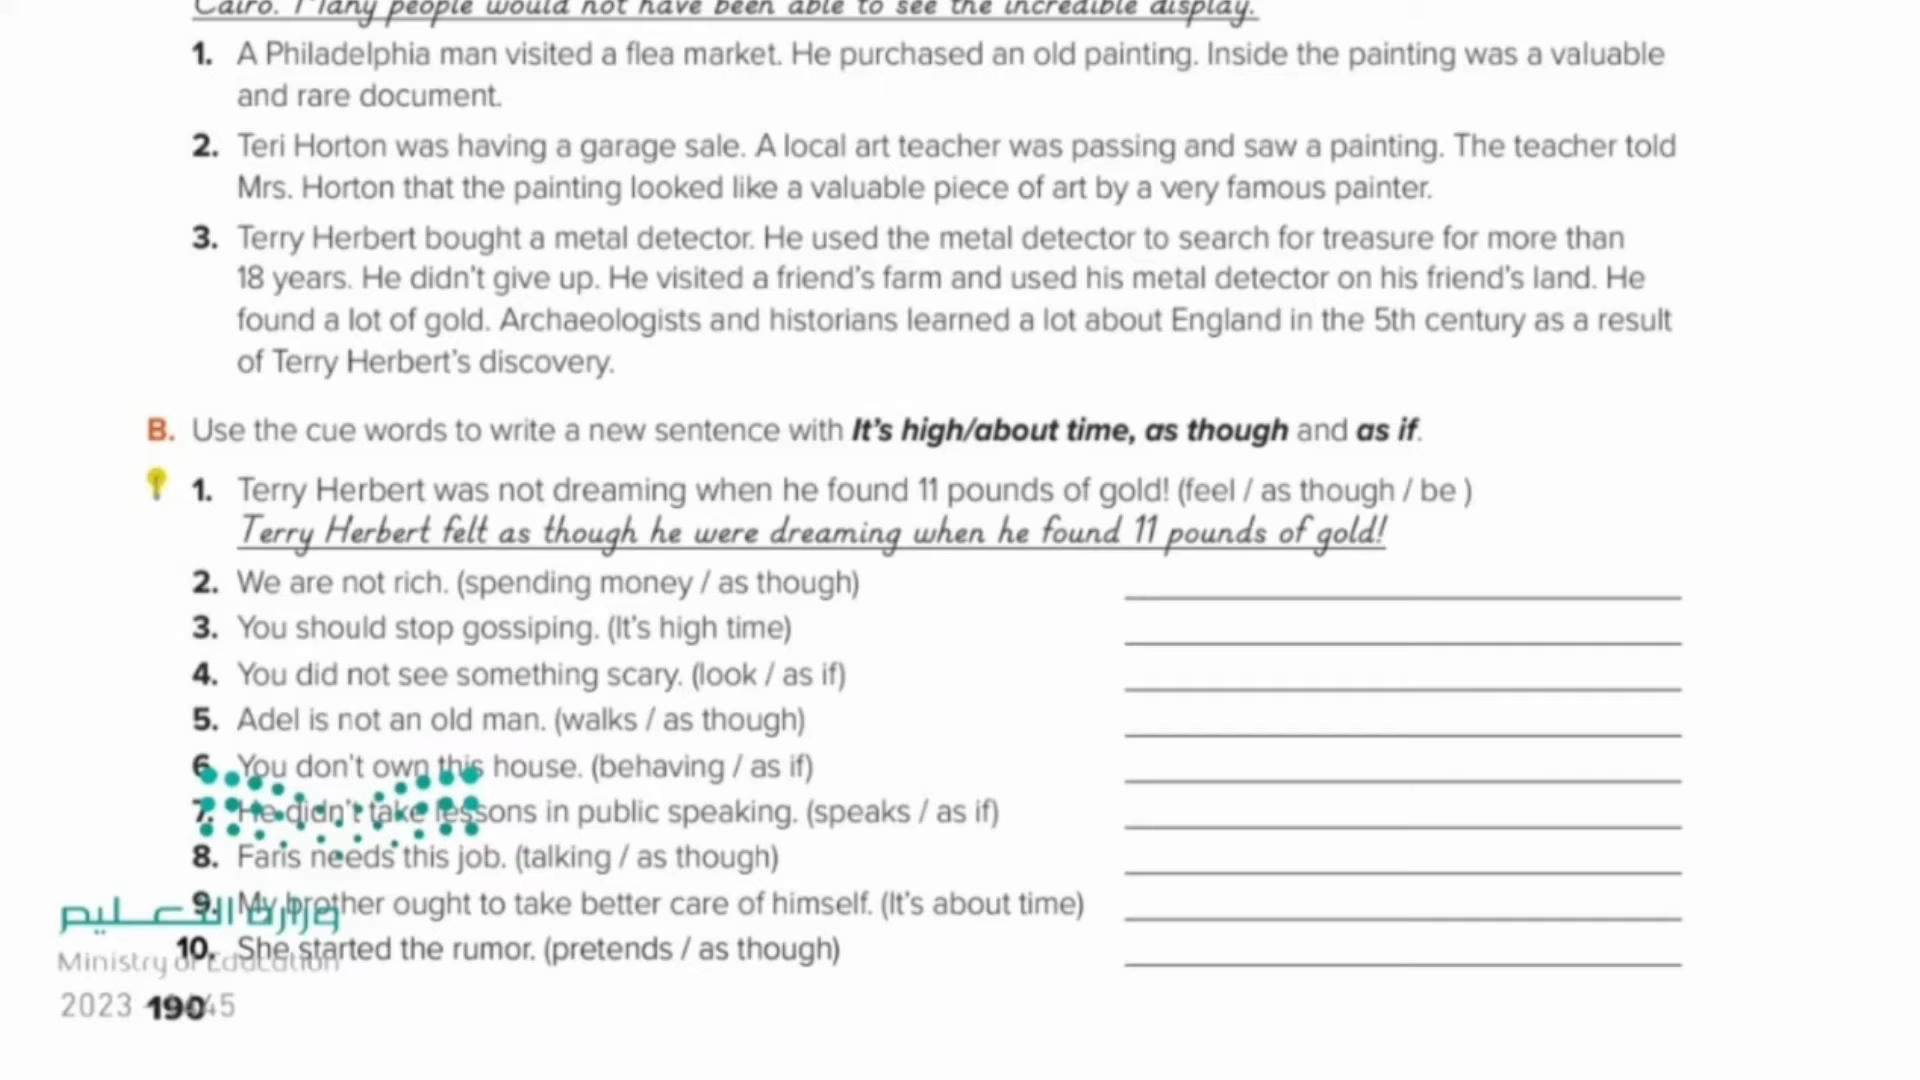 Cairo. Many people would not have been able to see the incredible display.
1. A Philadelphia man visited a flea market. He purchased an old painting. Inside the painting was a valuable
and rare document.
2. Teri Horton was having a garage sale. A local art teacher was passing and saw a painting. The teacher told
Mrs. Horton that the painting looked like a valuable piece of art by a very famous painter.
3. Terry Herbert bought a metal detector. He used the metal detector to search for treasure for more than
18 years. He didn't give up. He visited a friend's farm and used his metal detector on his friend's land. He
found a lot of gold. Archaeologists and historians learned a lot about England in the 5th century as a result
of Terry Herbert's discovery.
B. Use the cue words to write a new sentence with It's high/about time, as though and as if.
1. Terry Herbert was not dreaming when he found 11 pounds of gold! (feel / as though / be )
Terry Herbert felt as though he were dreaming when he found 11 pounds of gold!
2. We are not rich. (spending money / as though)
3. You should stop gossiping. (It's high time)
4. You did not see something scary. (look / as if)
5. Adel is not an old man. (walks / as though)
6. You don't own this house. (behaving / as if)
7. He didn't take lessons in public speaking. (speaks / as if)
8. Faris needs this job. (talking / as though)
9. My brother ought to take better care of himself. (It's about time)
وزارة التعليم
10. She started the rumor. (pretends / as though)
Ministry of Education
2023 190